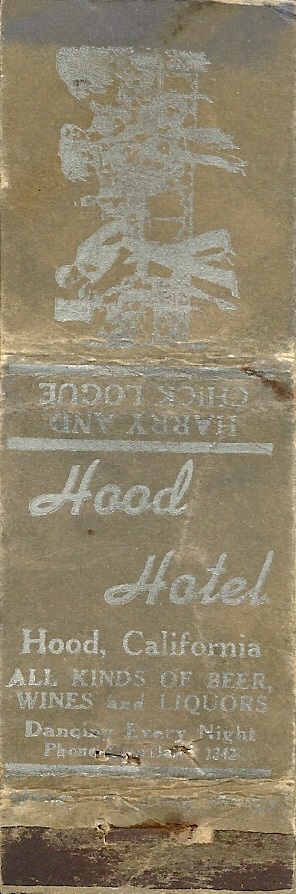 HARRY AND
CHICK LOGUE
Hood
Hotel
Hood, California
ALL KINDS OF BEER,
WINES and LIQUORS
Dancing Every Night
Phone 1342